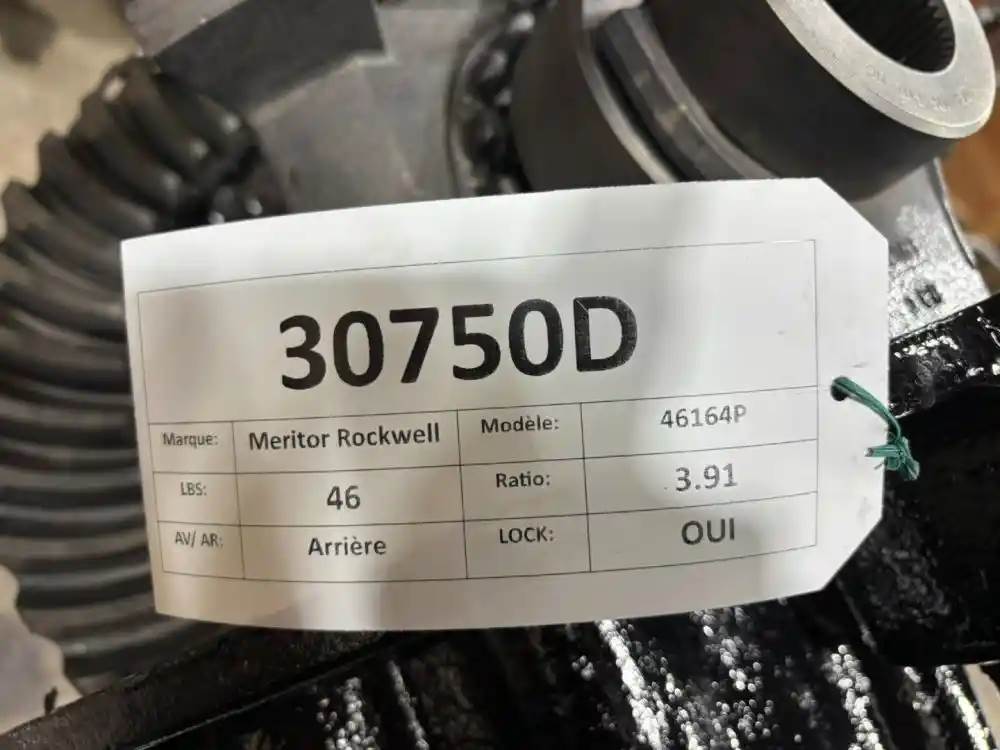 30750D
Marque: Meritor Rockwell Modèle: 46164P
LBS: 46 Ratio: 3.91
AV/ AR: Arrière LOCK: OUI